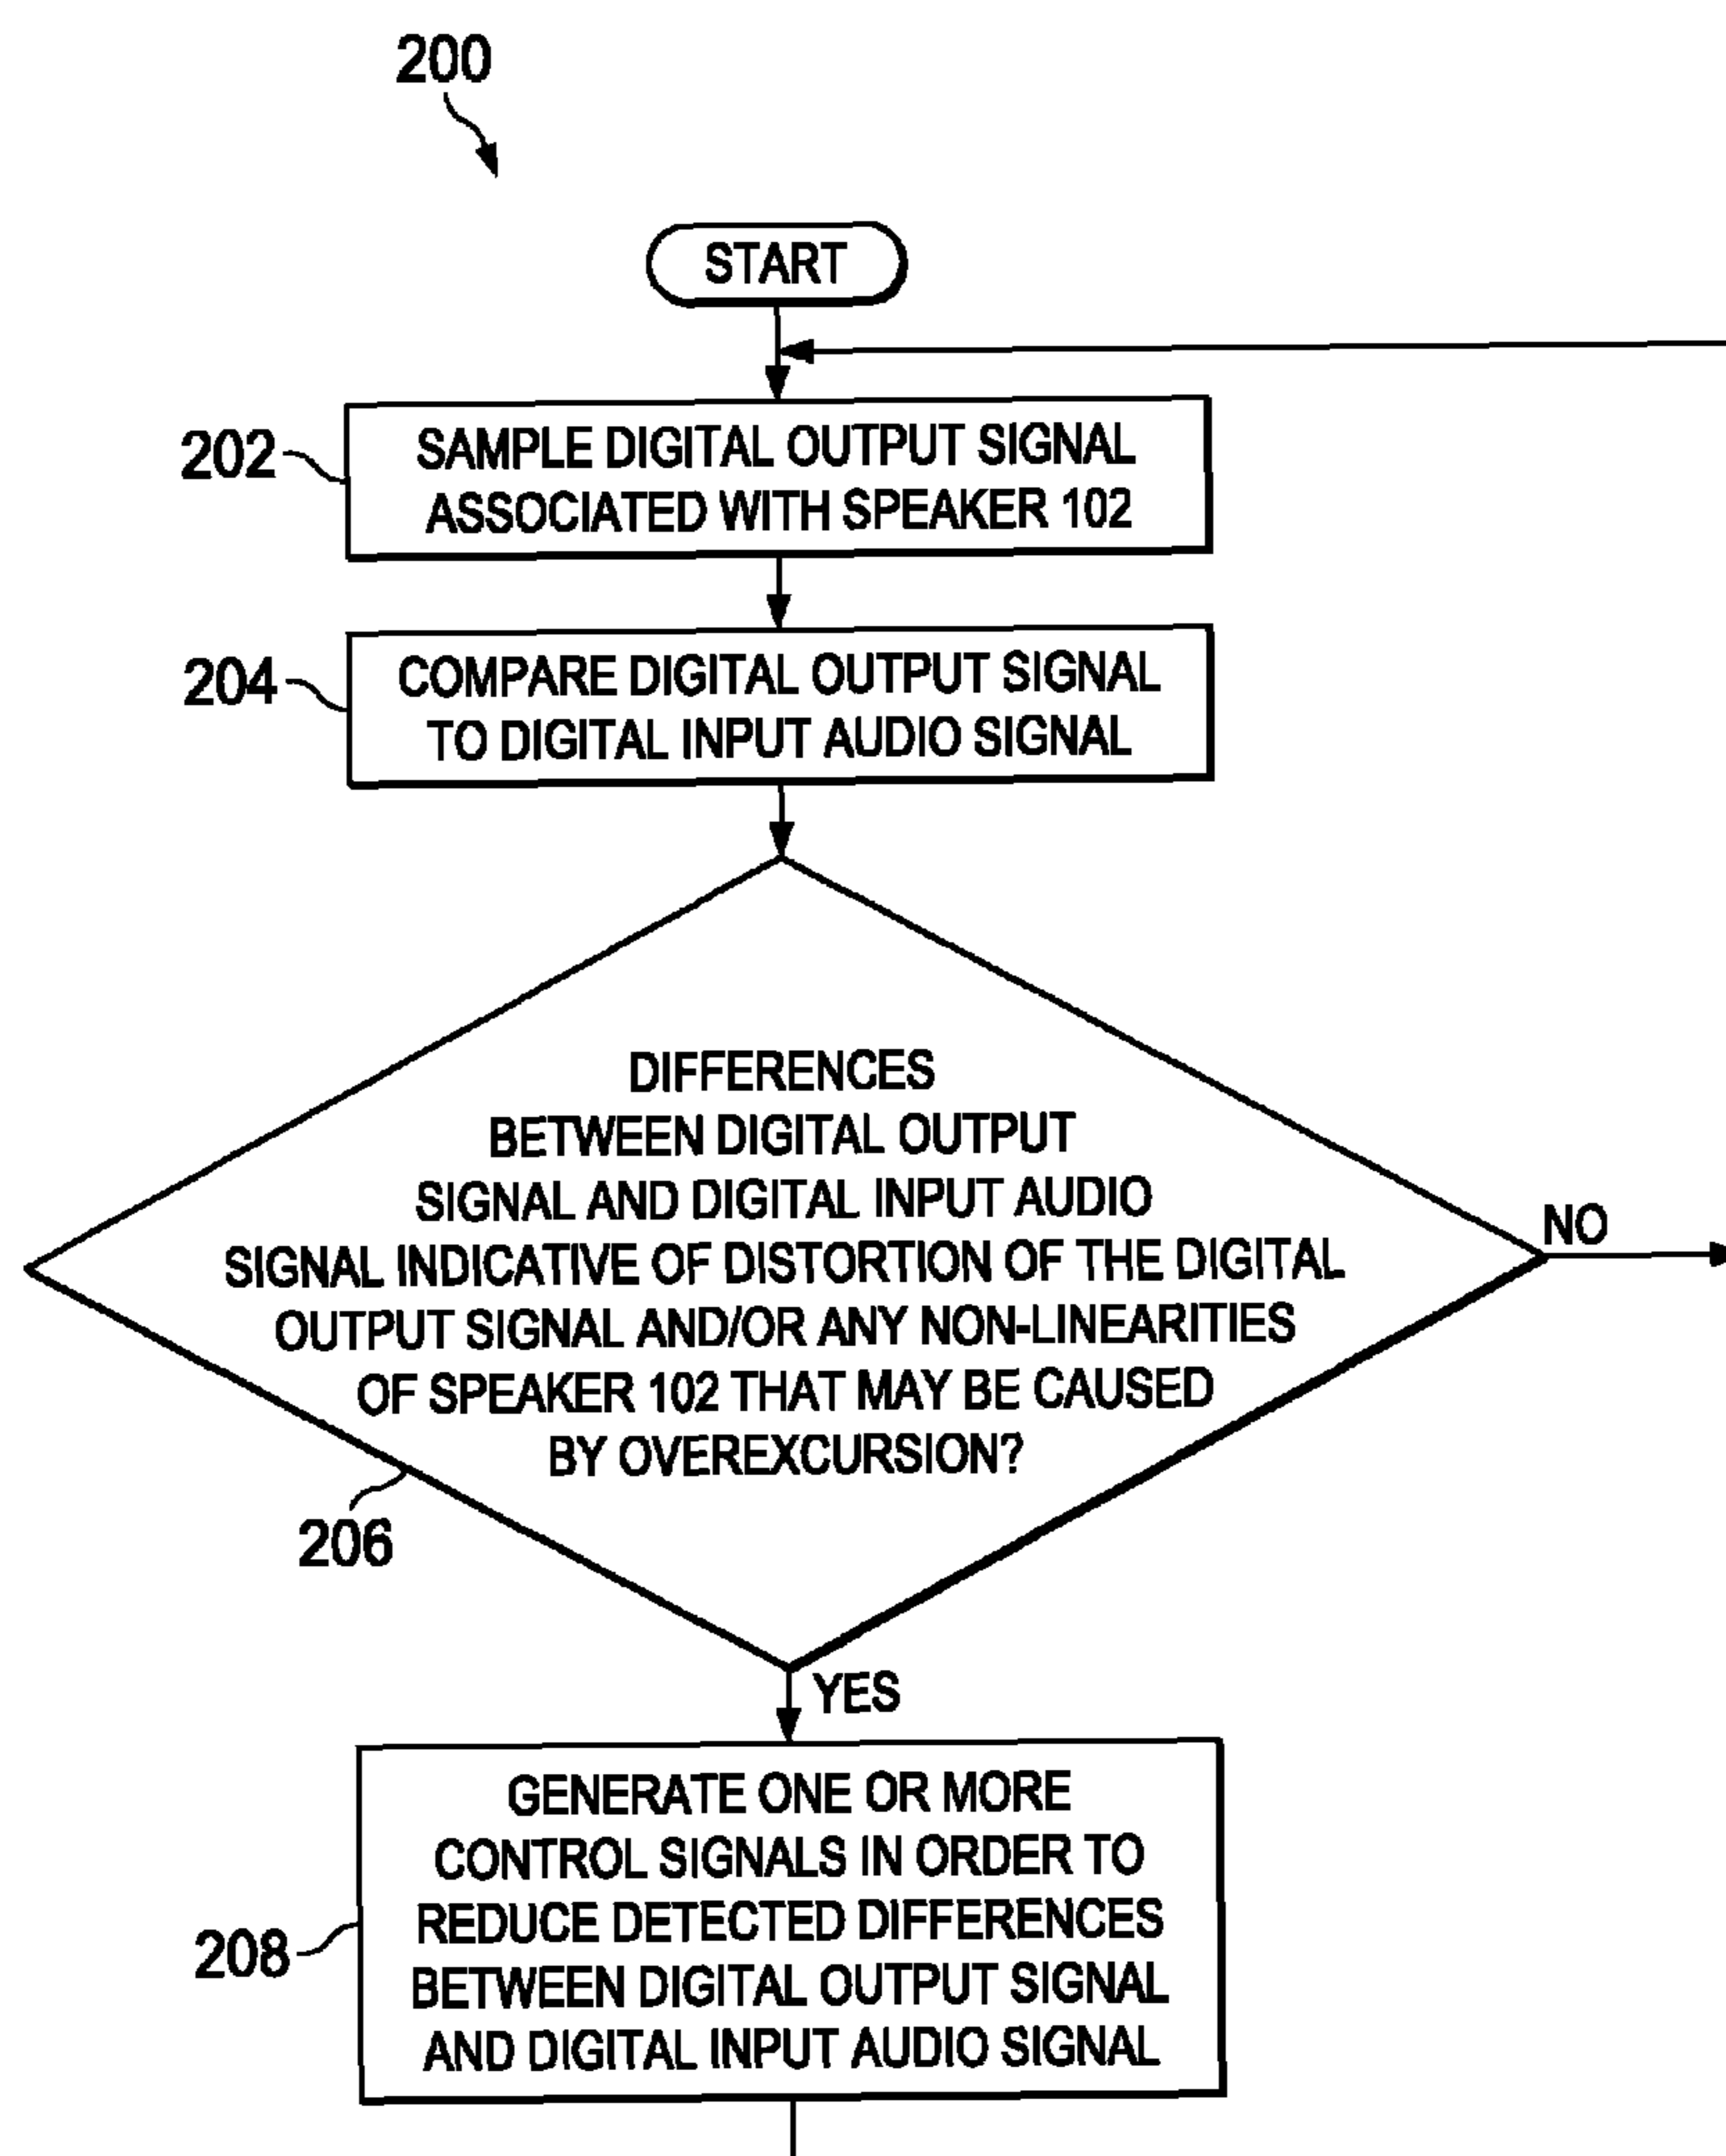 200
START
202
SAMPLE DIGITAL OUTPUT SIGNAL
ASSOCIATED WITH SPEAKER 102
204
COMPARE DIGITAL OUTPUT SIGNAL
TO DIGITAL INPUT AUDIO SIGNAL
DIFFERENCES
BETWEEN DIGITAL OUTPUT
SIGNAL AND DIGITAL INPUT AUDIO
SIGNAL INDICATIVE OF DISTORTION OF THE DIGITAL
OUTPUT SIGNAL AND/OR ANY NON-LINEARITIES
OF SPEAKER 102 THAT MAY BE CAUSED
BY OVEREXCURSION?
NO
206
YES
208
GENERATE ONE OR MORE
CONTROL SIGNALS IN ORDER TO
REDUCE DETECTED DIFFERENCES
BETWEEN DIGITAL OUTPUT SIGNAL
AND DIGITAL INPUT AUDIO SIGNAL